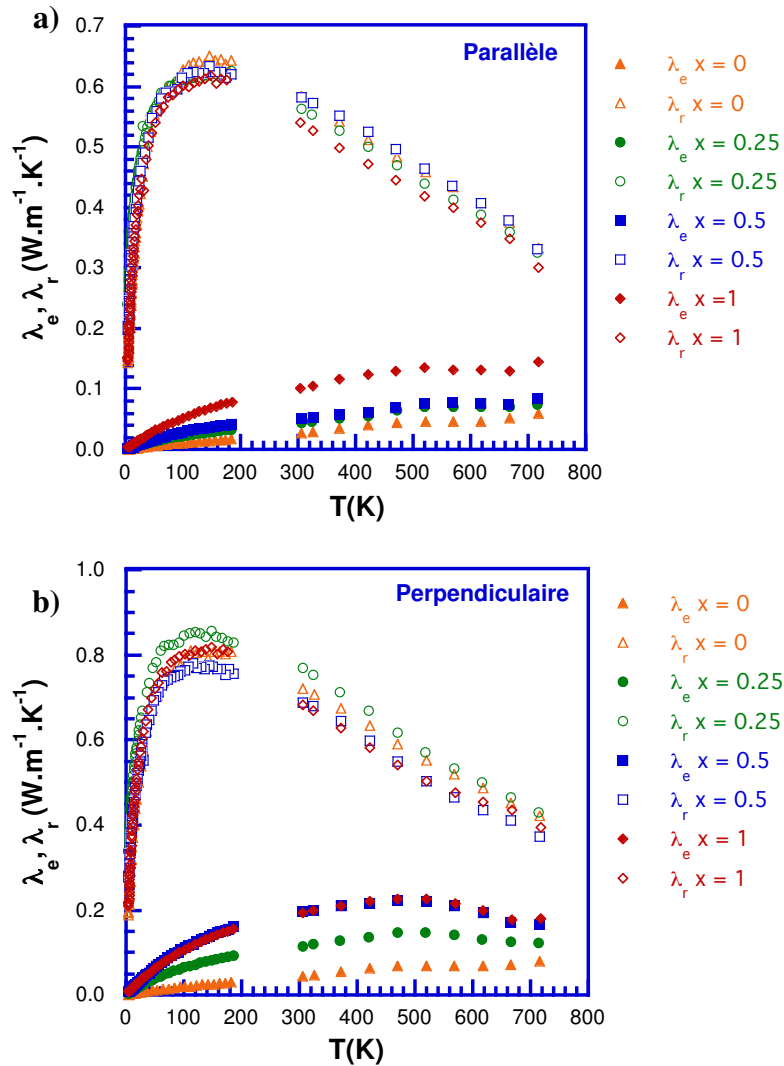 a)
0.7
0.6
0.5
0.4
0.3
0.2
0.1
0.0
λe, λr (W.m-1.K-1)
Parallèle
0 100 200 300 400 500 600 700 800
T(K)
λe x = 0
λr x = 0
λe x = 0.25
λr x = 0.25
λe x = 0.5
λr x = 0.5
λe x =1
λr x = 1
b)
1.0
0.8
0.6
0.4
0.2
0.0
λe, λr (W.m-1.K-1)
Perpendiculaire
0 100 200 300 400 500 600 700 800
T(K)
λe x = 0
λr x = 0
λe x = 0.25
λr x = 0.25
λe x = 0.5
λr x = 0.5
λe x = 1
λr x = 1